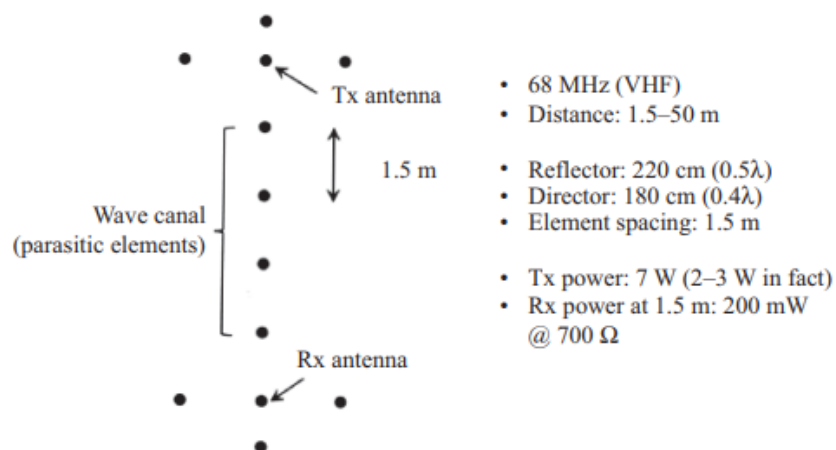 Tx antenna
1.5 m
Wave canal
(parasitic elements)
Rx antenna
• 68 MHz (VHF)
• Distance: 1.5–50 m
• Reflector: 220 cm (0.5λ)
• Director: 180 cm (0.4λ)
• Element spacing: 1.5 m
• Tx power: 7 W (2–3 W in fact)
• Rx power at 1.5 m: 200 mW
@ 700 Ω